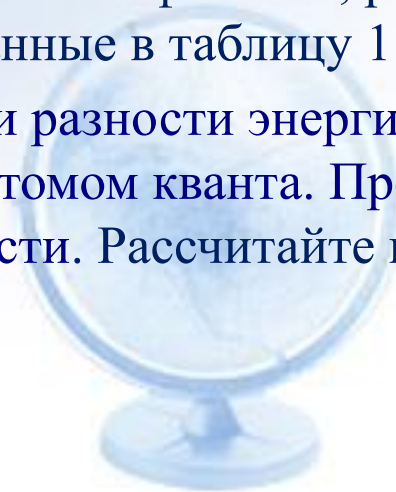 нные в таблицу 1
и разности энерги
томом кванта. Пр
сти. Рассчитайте